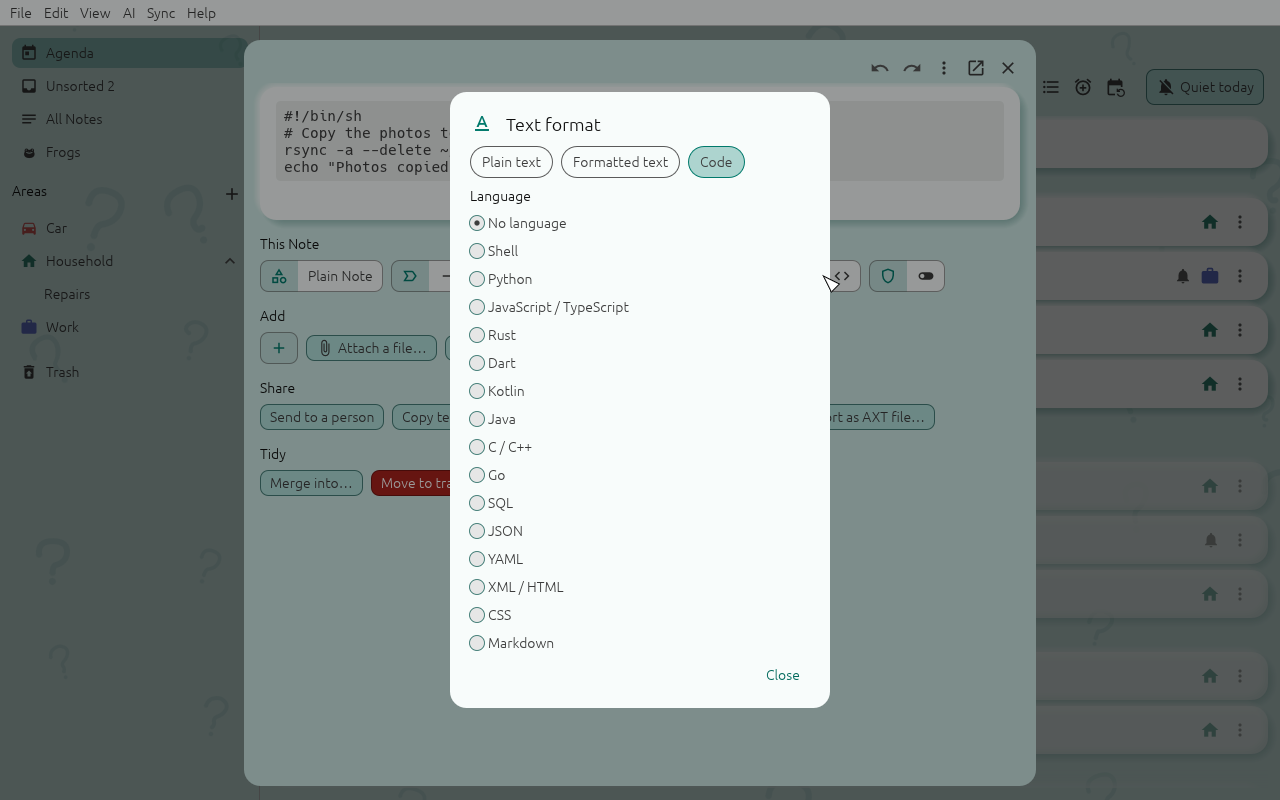 File Edit View AI Sync Help
Agenda
Unsorted 2
All Notes
Frogs
Areas
Car
Household
Repairs
Work
Trash
Quiet today
#!/bin/sh
# Copy the photos
rsync -a --delete
echo "Photos copied
This Note
Plain Note
Add
Attach a file…
Share
Send to a person
Copy
as AXT file…
Tidy
Merge into…
Move to
Text format
Plain text
Formatted text
Code
Language
No language
Shell
Python
JavaScript / TypeScript
Rust
Dart
Kotlin
Java
C / C++
Go
SQL
JSON
YAML
XML / HTML
CSS
Markdown
Close